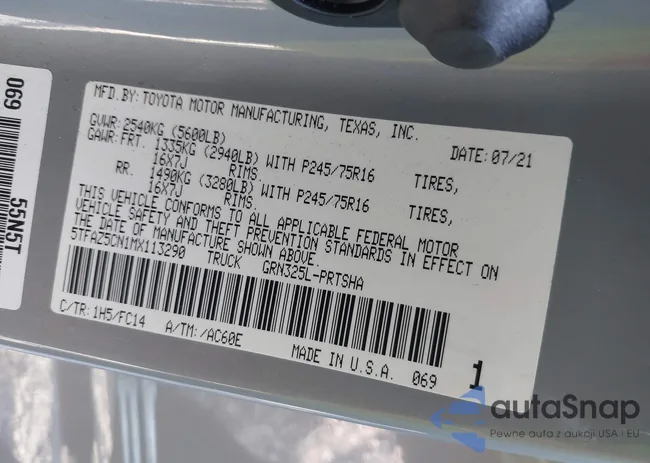 069
55N5T
MFD.BY: TOYOTA MOTOR MANUFACTURING, TEXAS, INC.
GVWR: 2540KG (5600LB) DATE: 07/21
GAWR: FRT. 1335KG (2940LB) WITH P245/75R16 TIRES,
16X7J RIMS.
RR. 1490KG (3280LB) WITH P245/75R16 TIRES,
16X7J RIMS.
THIS VEHICLE CONFORMS TO ALL APPLICABLE FEDERAL MOTOR
VEHICLE SAFETY AND THEFT PREVENTION STANDARDS IN EFFECT ON
THE DATE OF MANUFACTURE SHOWN ABOVE.
5TFAZ5CN1MX113290 TRUCK GRN325L-PRTSHA
C/TR: 1H5/FC14 A/TM: /AC60E
MADE IN U.S.A. 069 1
autaSnap
Pewne auta z aukcji USA i EU